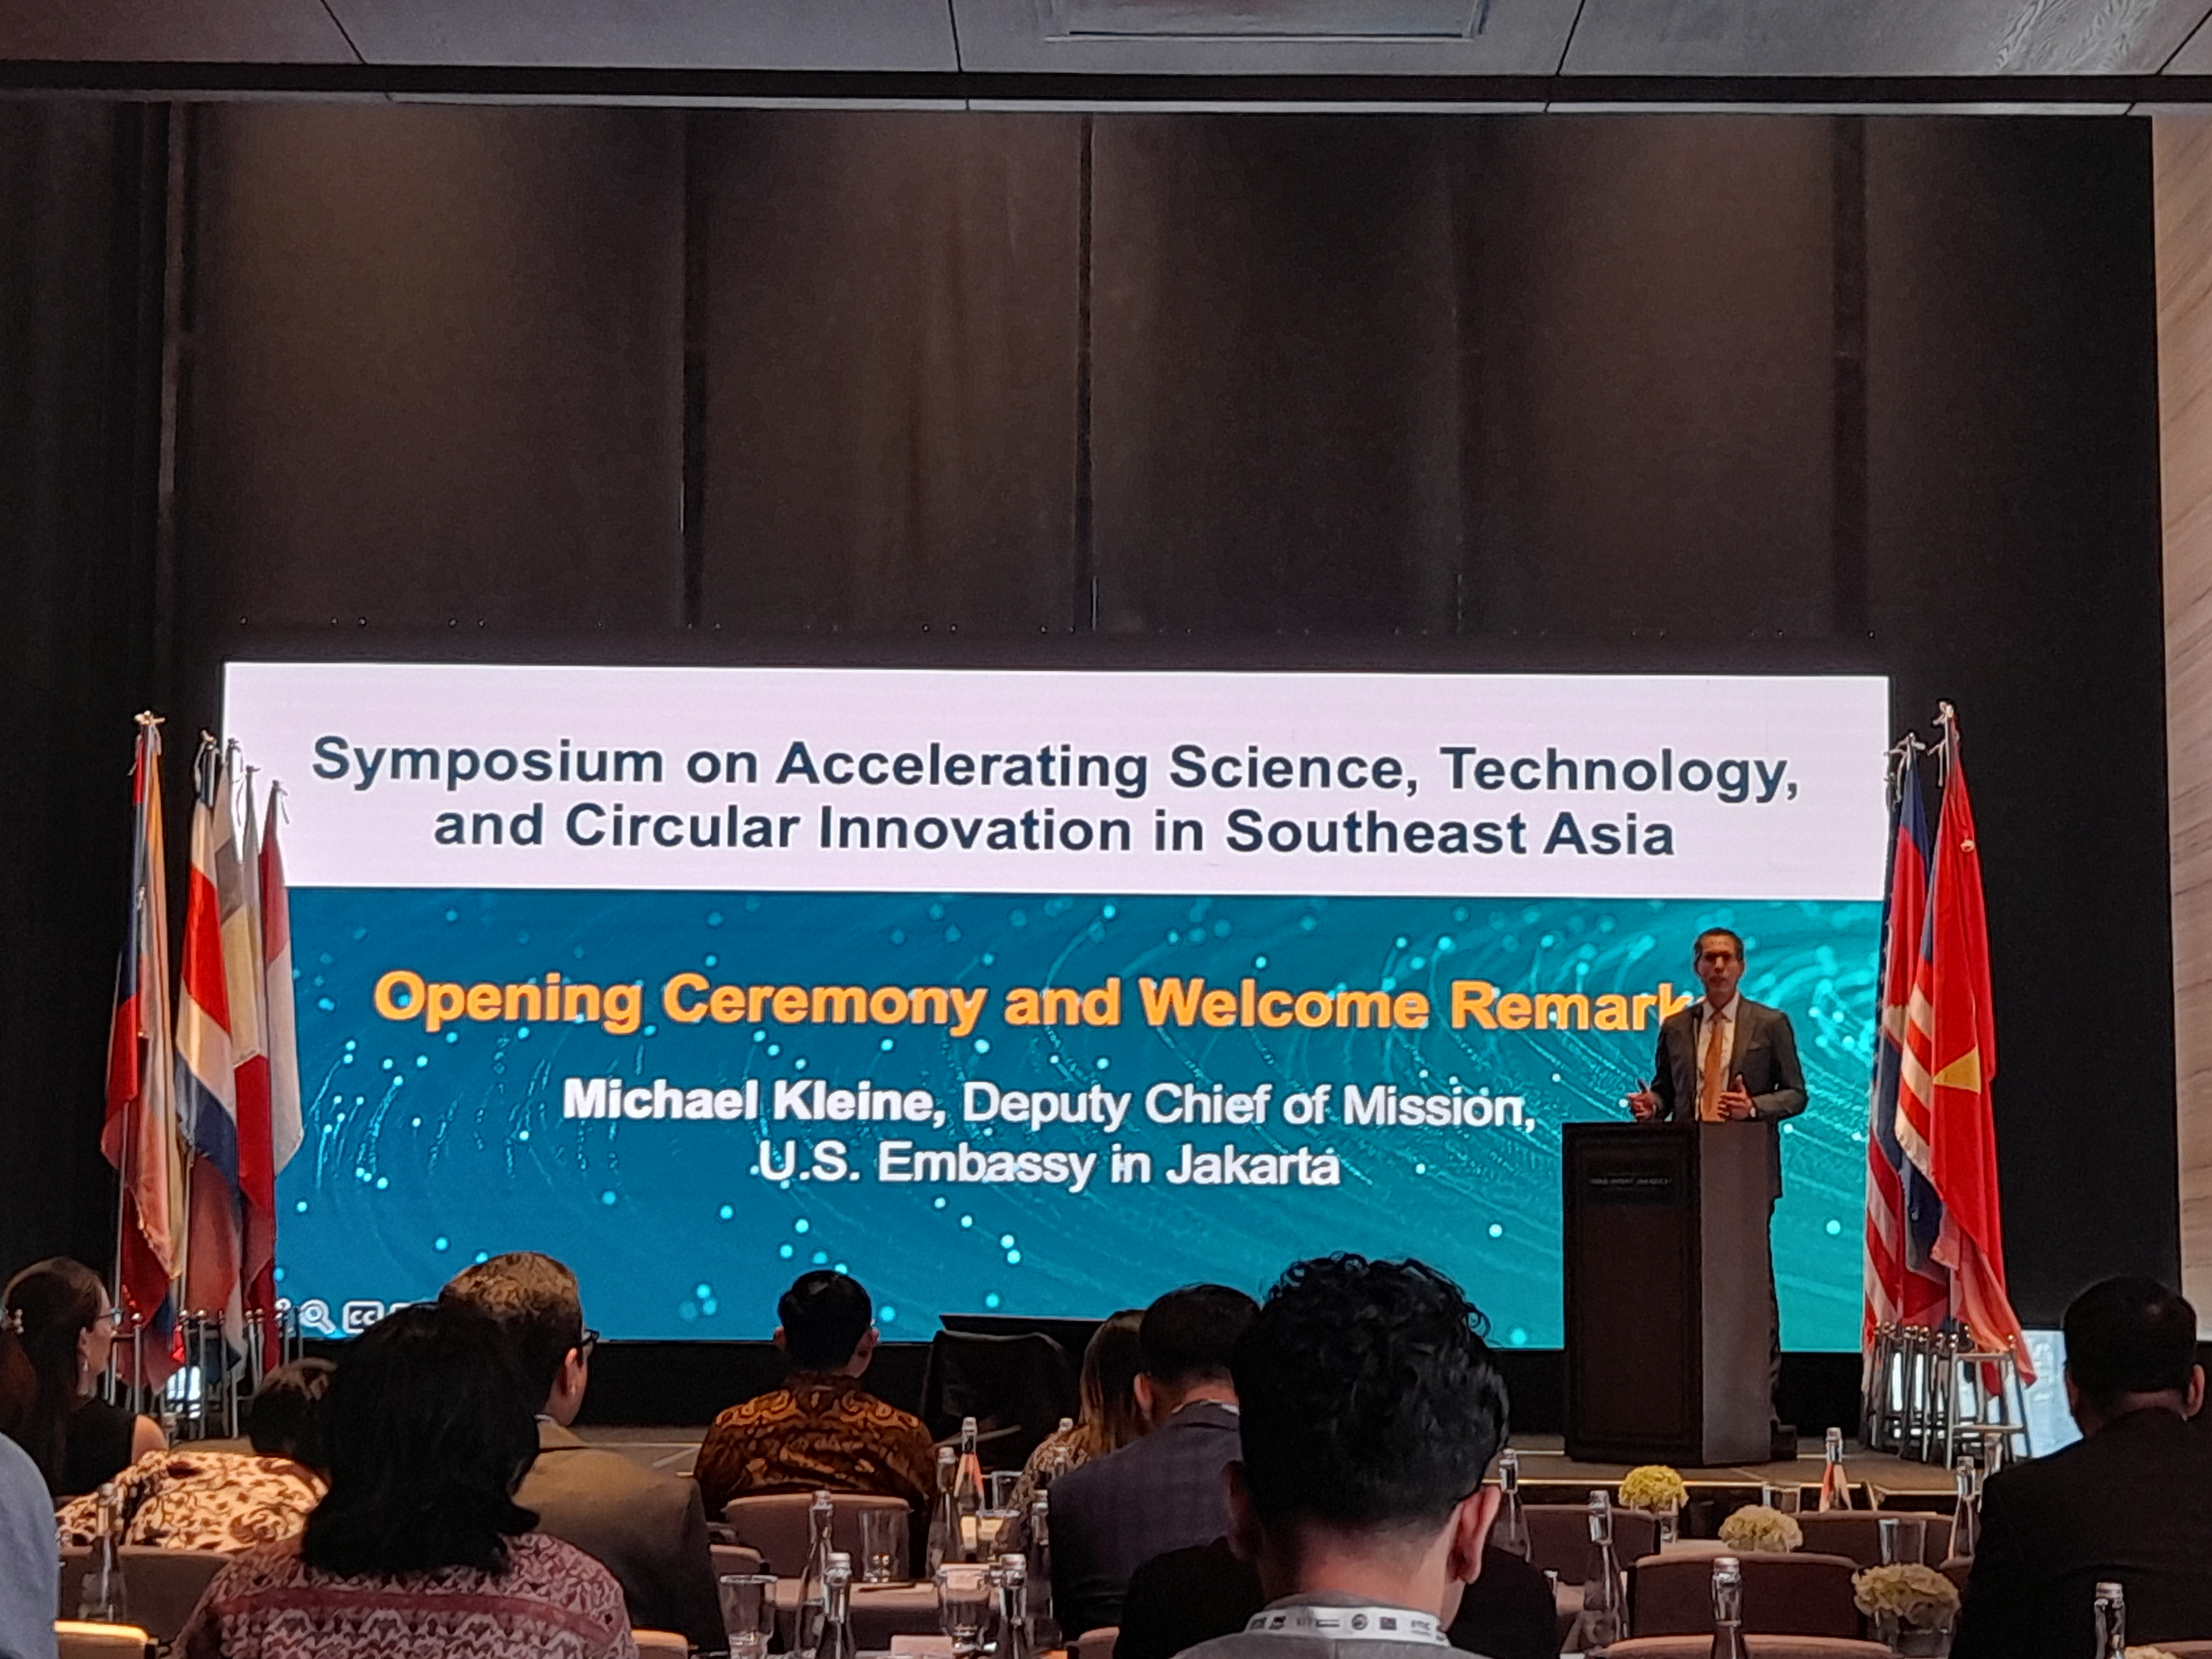 Symposium on Accelerating Science, Technology,
and Circular Innovation in Southeast Asia
Opening Ceremony and Welcome Remark
Michael Kleine, Deputy Chief of Mission,
U.S. Embassy in Jakarta
cc